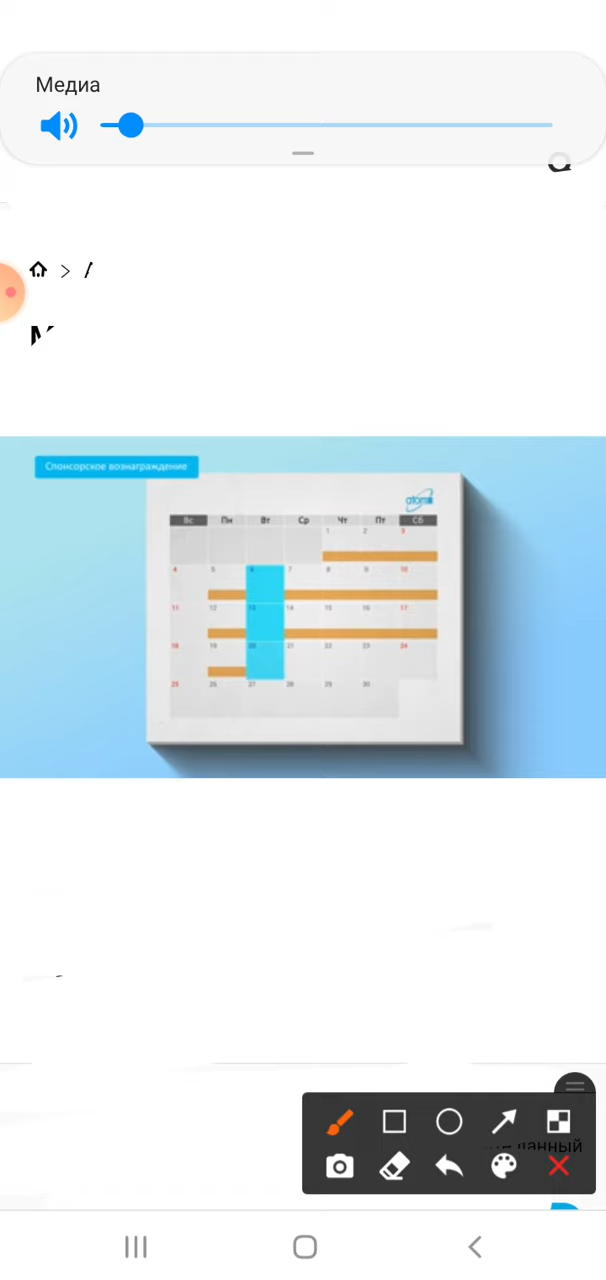 Медиа
Спонсорское вознаграждение
atomi
Вс Пн Вт Ср Чт Пт Сб
1 2 3
4 5 6 7 8 9 10
11 12 13 14 15 16 17
18 19 20 21 22 23 24
25 26 27 28 29 30
данный